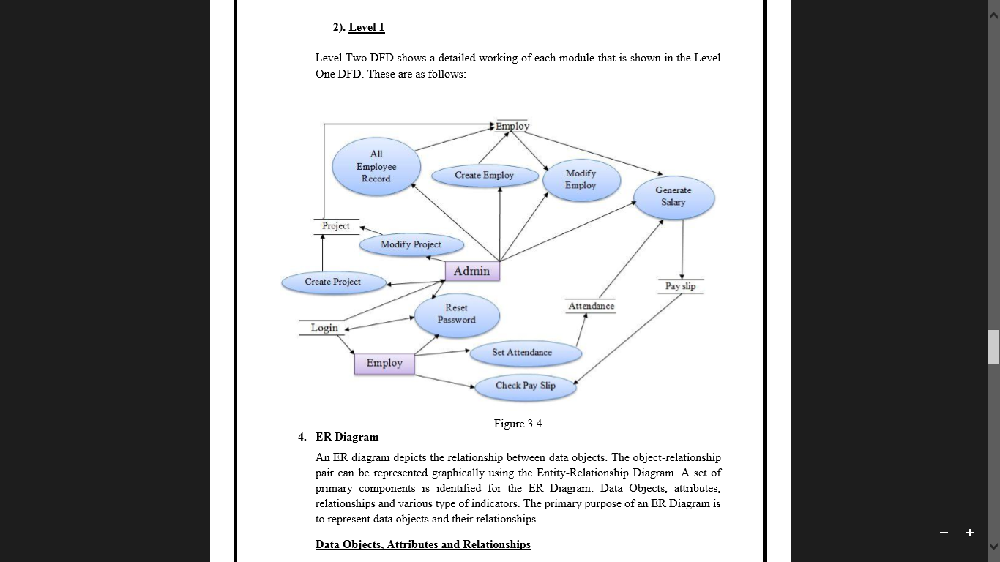 2). Level 1
Level Two DFD shows a detailed working of each module that is shown in the Level
One DFD. These are as follows:
Employ
All
Employee
Record
Create Employ
Modify
Employ
Generate
Salary
Project
Modify Project
Admin
Create Project
Pay slip
Reset
Password
Attendance
Login
Set Attendance
Employ
Check Pay Slip
Figure 3.4
4. ER Diagram
An ER diagram depicts the relationship between data objects. The object-relationship
pair can be represented graphically using the Entity-Relationship Diagram. A set of
primary components is identified for the ER Diagram: Data Objects, attributes,
relationships and various type of indicators. The primary purpose of an ER Diagram is
to represent data objects and their relationships.
Data Objects, Attributes and Relationships